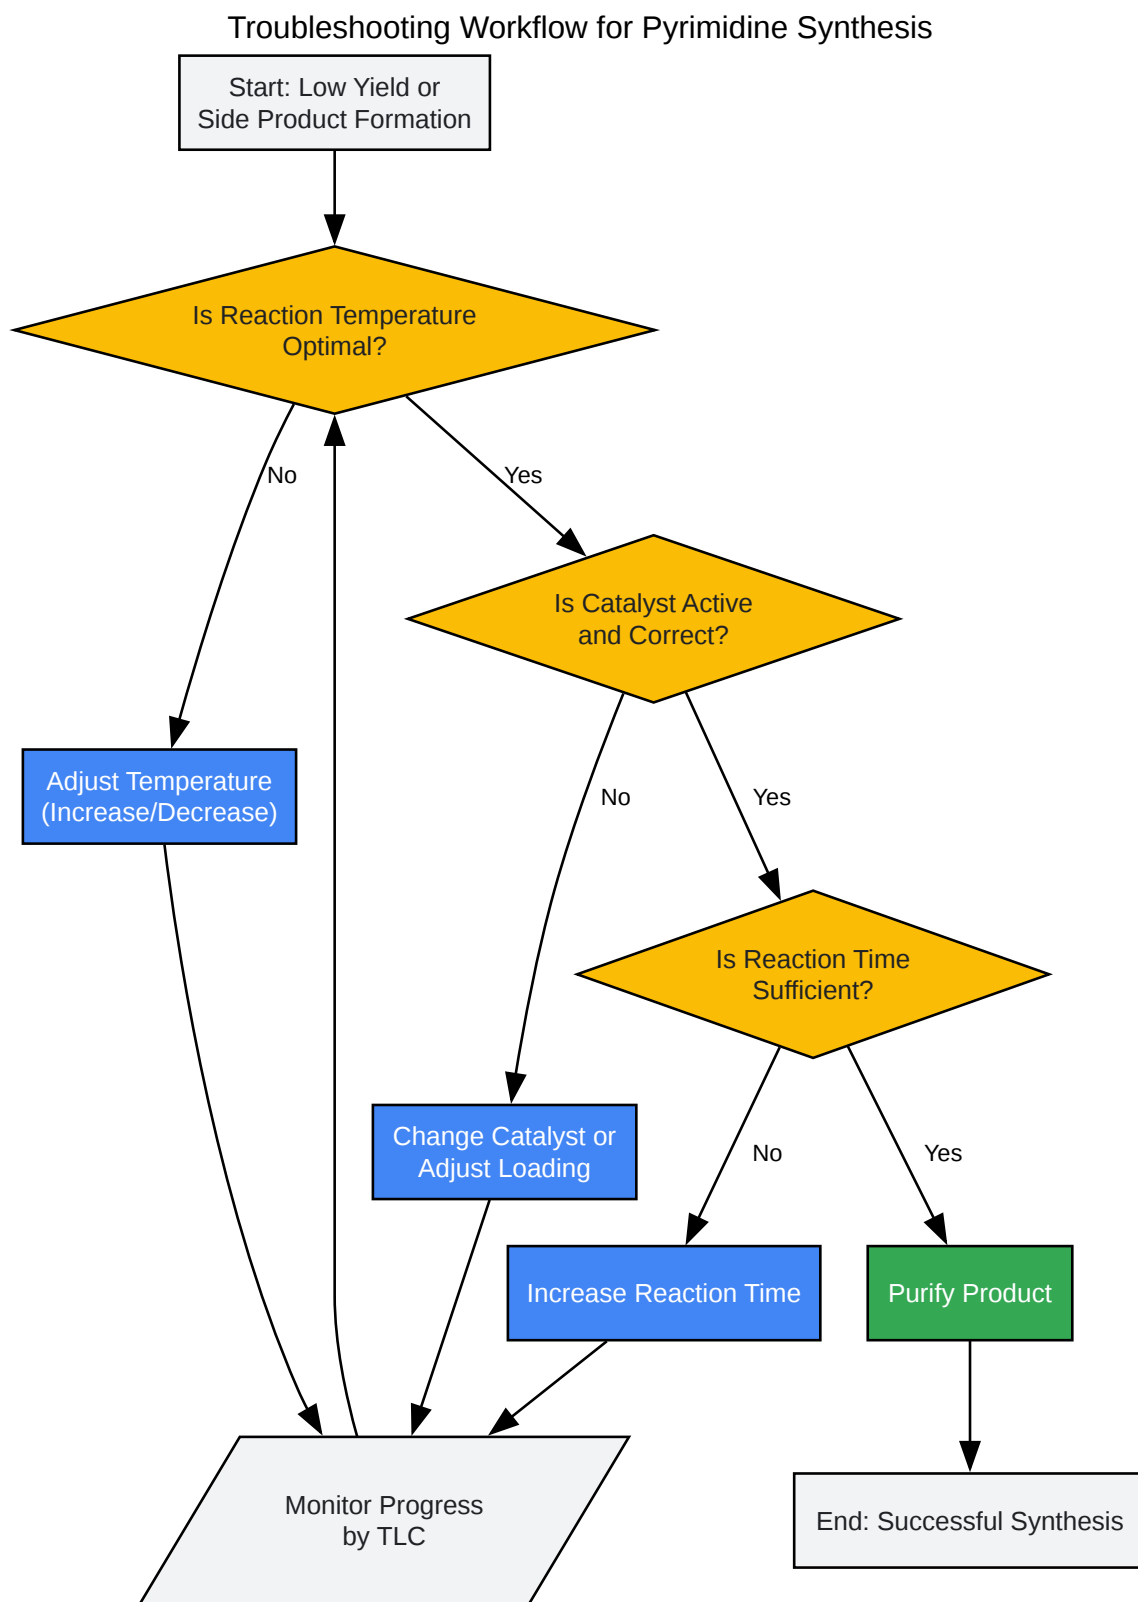 Troubleshooting Workflow for Pyrimidine Synthesis
Start: Low Yield or
Side Product Formation
Is Reaction Temperature
Optimal?
No
Yes
Is Catalyst Active
and Correct?
Adjust Temperature
(Increase/Decrease)
No
Yes
Is Reaction Time
Sufficient?
Change Catalyst or
Adjust Loading
No
Yes
Increase Reaction Time
Purify Product
Monitor Progress
by TLC
End: Successful Synthesis